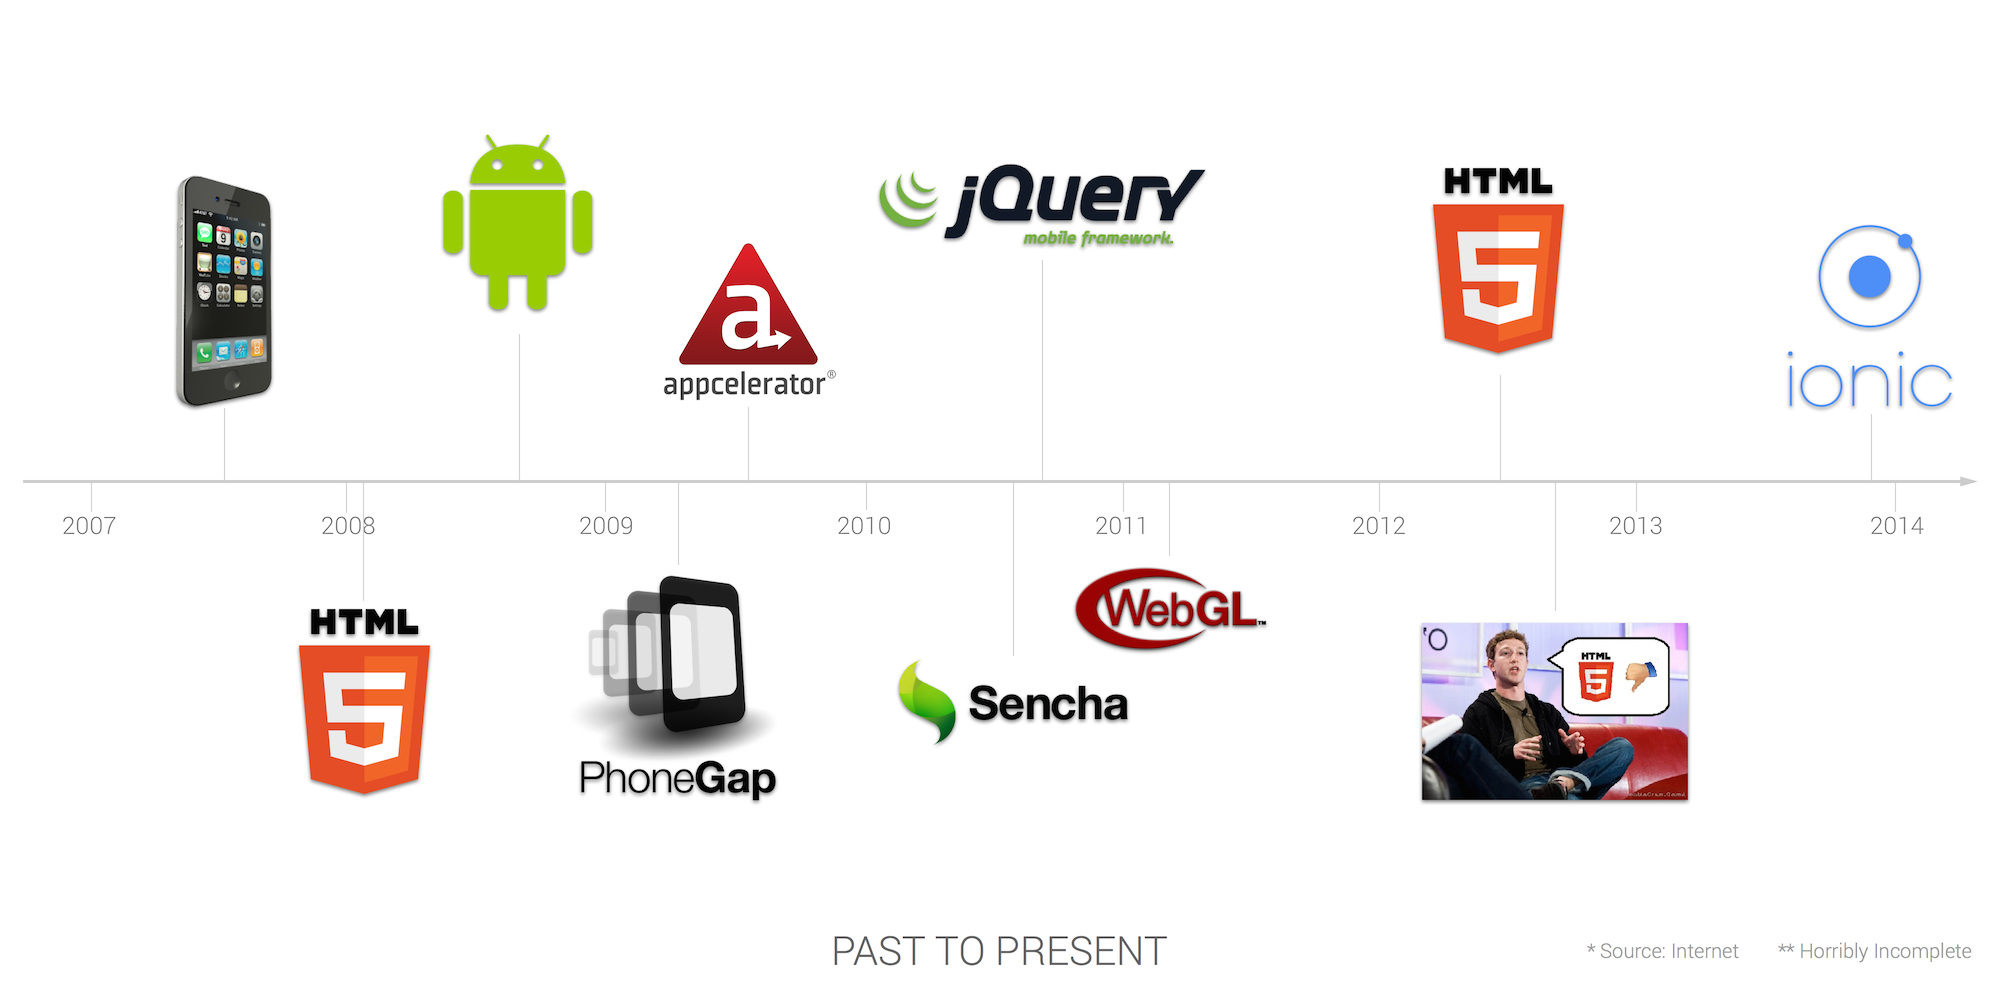 jQuery
mobile framework.
HTML
5
a
appcelerator®
ionic
2007
2008
2009
2010
2011
2012
2013
2014
HTML
5
PhoneGap
WebGL™
Sencha
HTML
5
PAST TO PRESENT
* Source: Internet
** Horribly Incomplete